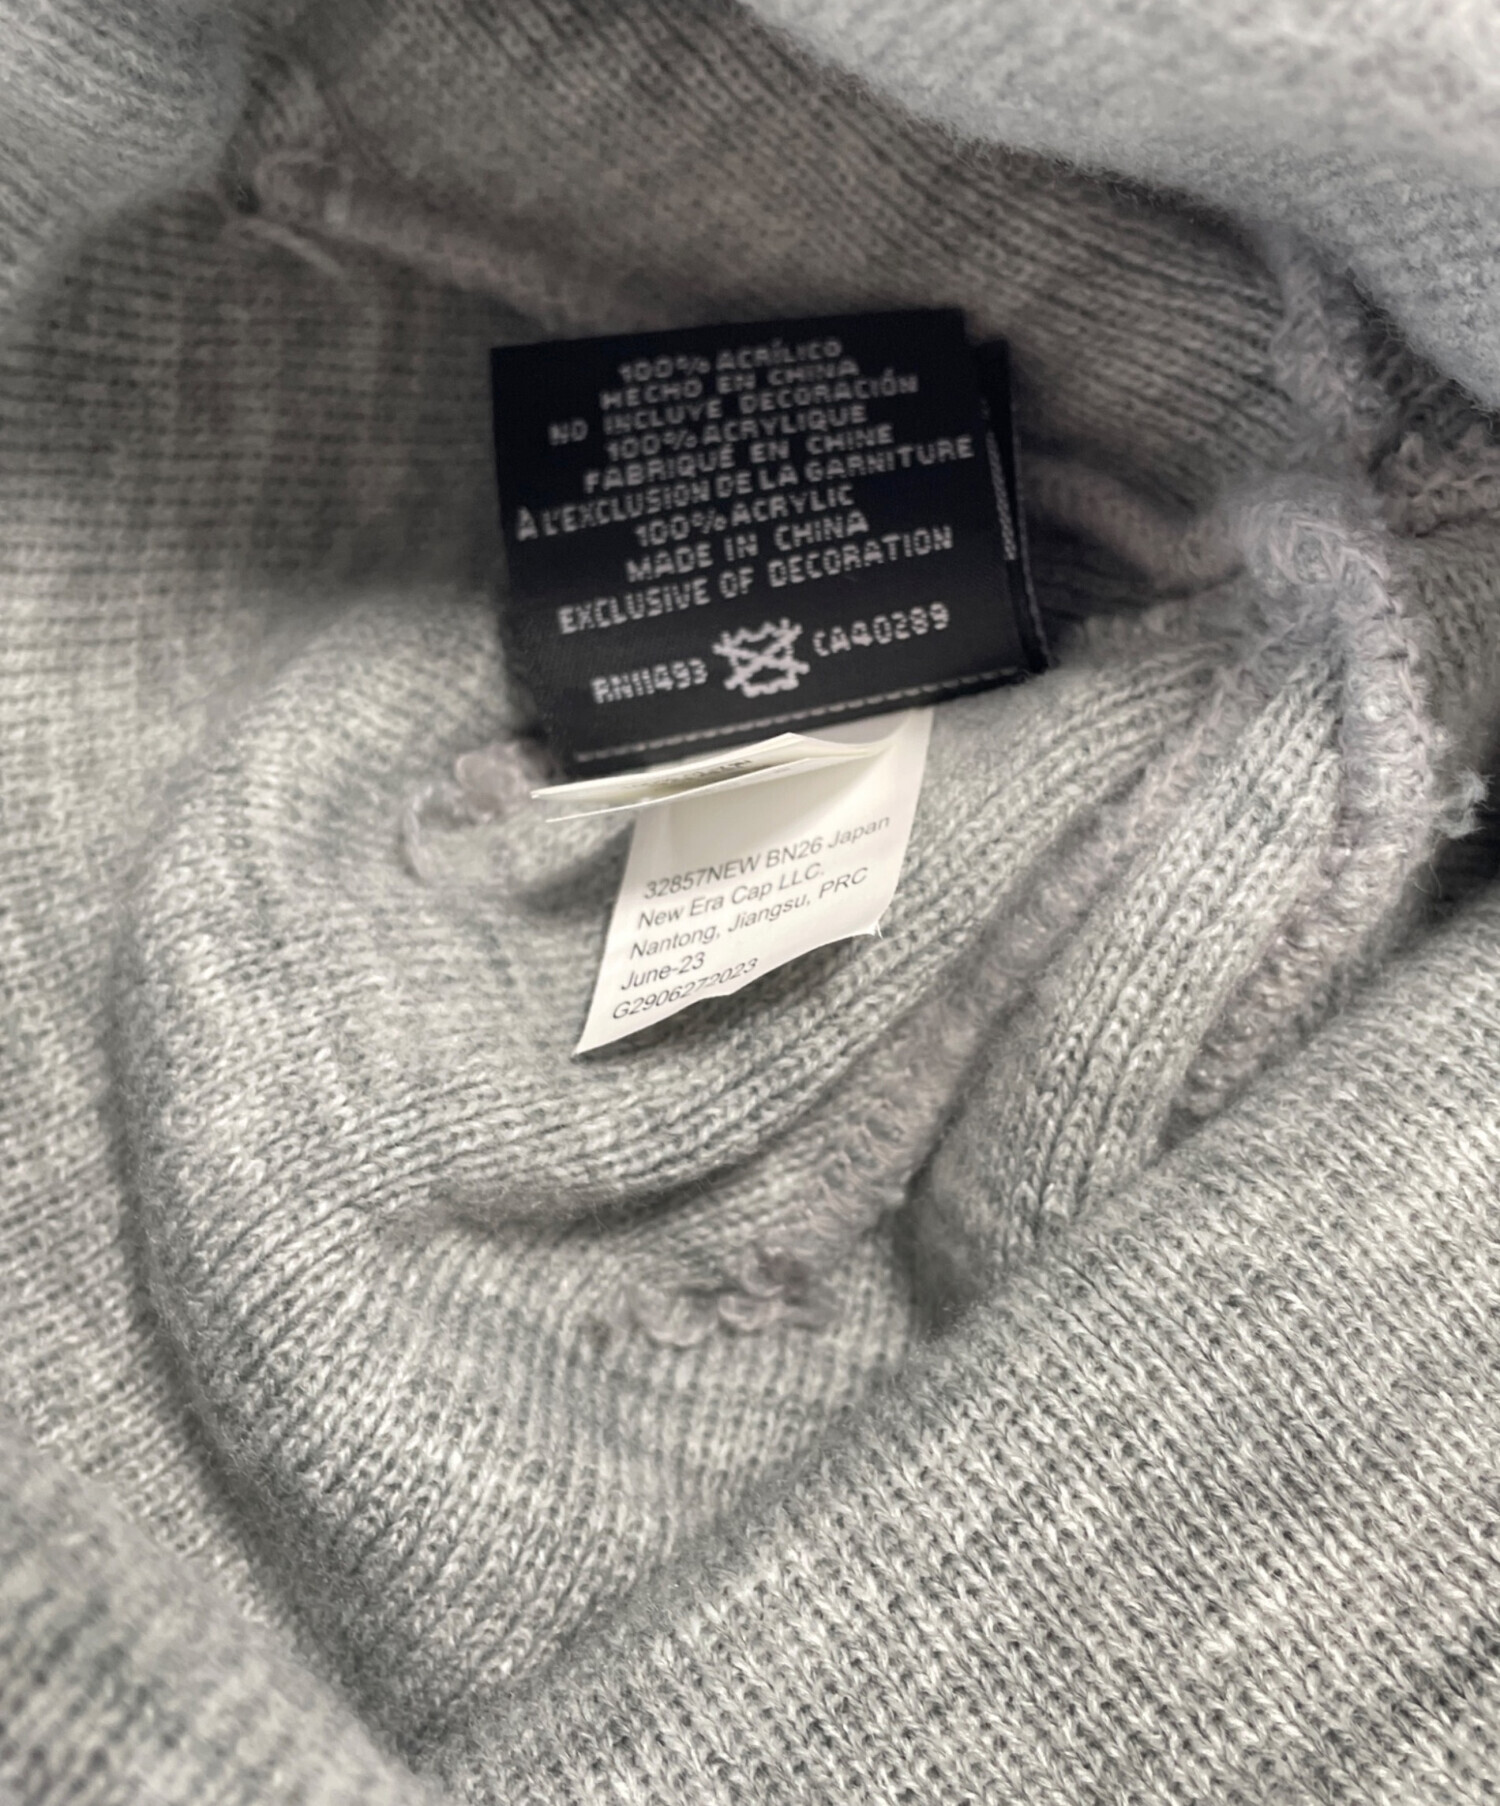 100% ACRÍLICO
HECHO EN CHINA
NO INCLUYE DECORACIÓN
100% ACRYLIQUE
FABRIQUÉ EN CHINE
À L'EXCLUSION DE LA GARNITURE
100% ACRYLIC
MADE IN CHINA
EXCLUSIVE OF DECORATION
RN11493 CA40289
32857NEW BN26 Japan
New Era Cap LLC.
Nantong, Jiangsu, PRC
June-23
G2906272023